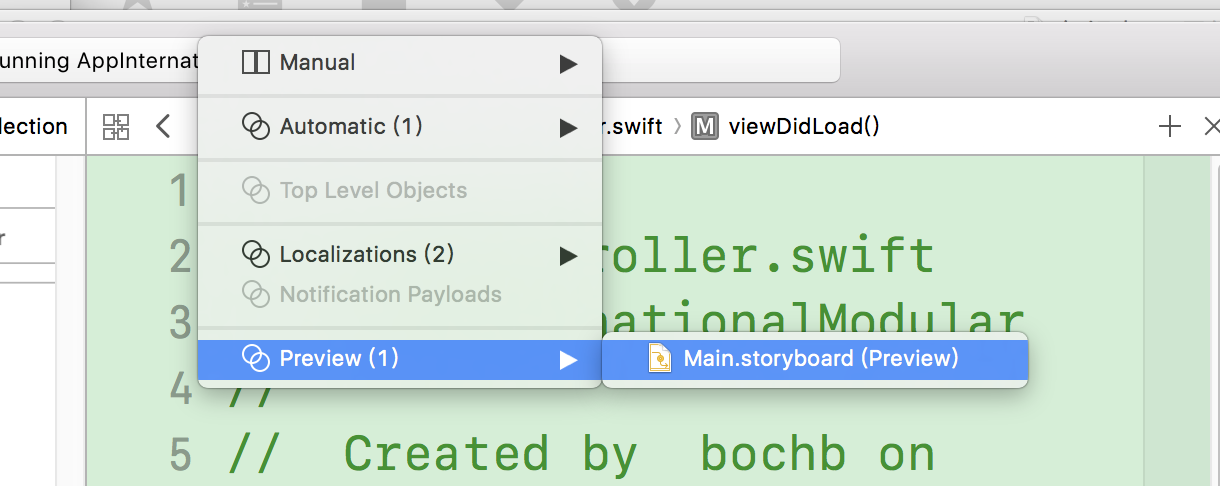 Manual
unning AppInternat
Automatic (1)
lection
r.swift
M
viewDidLoad()
Top Level Objects
1
Localizations (2)
2
roller.swift
Notification Payloads
3
nationalModular
Preview (1)
Main.storyboard (Preview)
4 //
5 // Created by bochb on